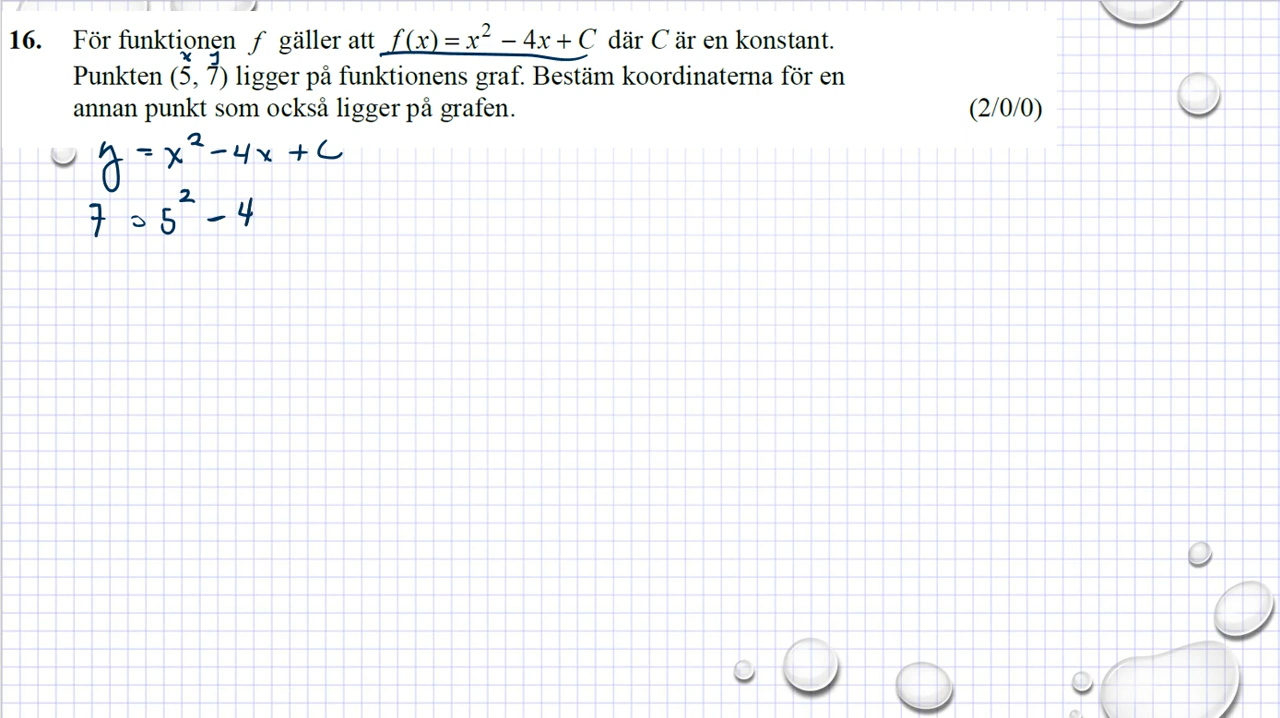 16. För funktionen f gäller att f(x) = x² − 4x + C där C är en konstant.
x y
Punkten (5, 7) ligger på funktionens graf. Bestäm koordinaterna för en
annan punkt som också ligger på grafen. (2/0/0)
y = x² − 4x + C
7 = 5² − 4